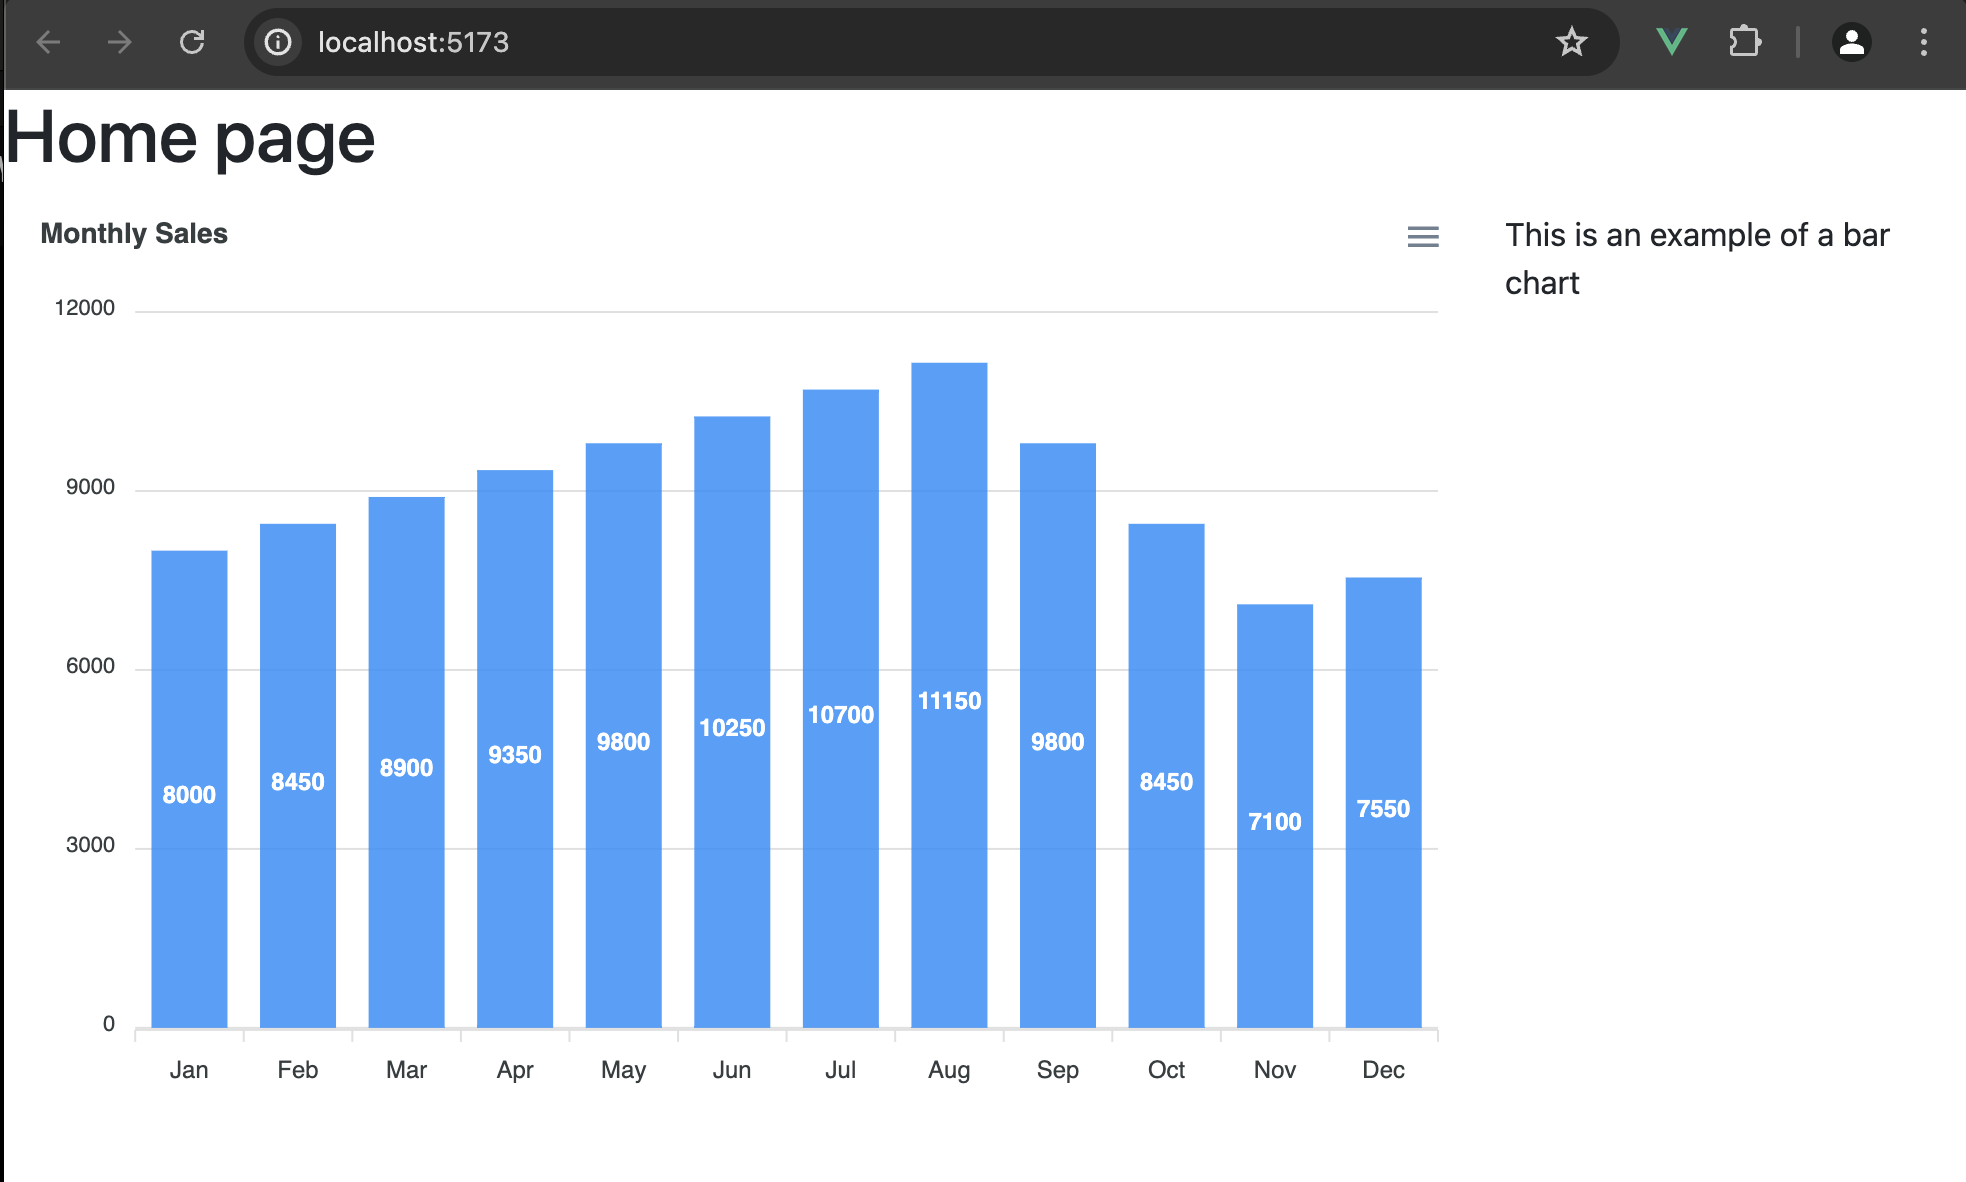 localhost:5173
Home page
Monthly Sales
This is an example of a bar
chart
12000
9000
6000
3000
0
8000
8450
8900
9350
9800
10250
10700
11150
9800
8450
7100
7550
Jan Feb Mar Apr May Jun Jul Aug Sep Oct Nov Dec